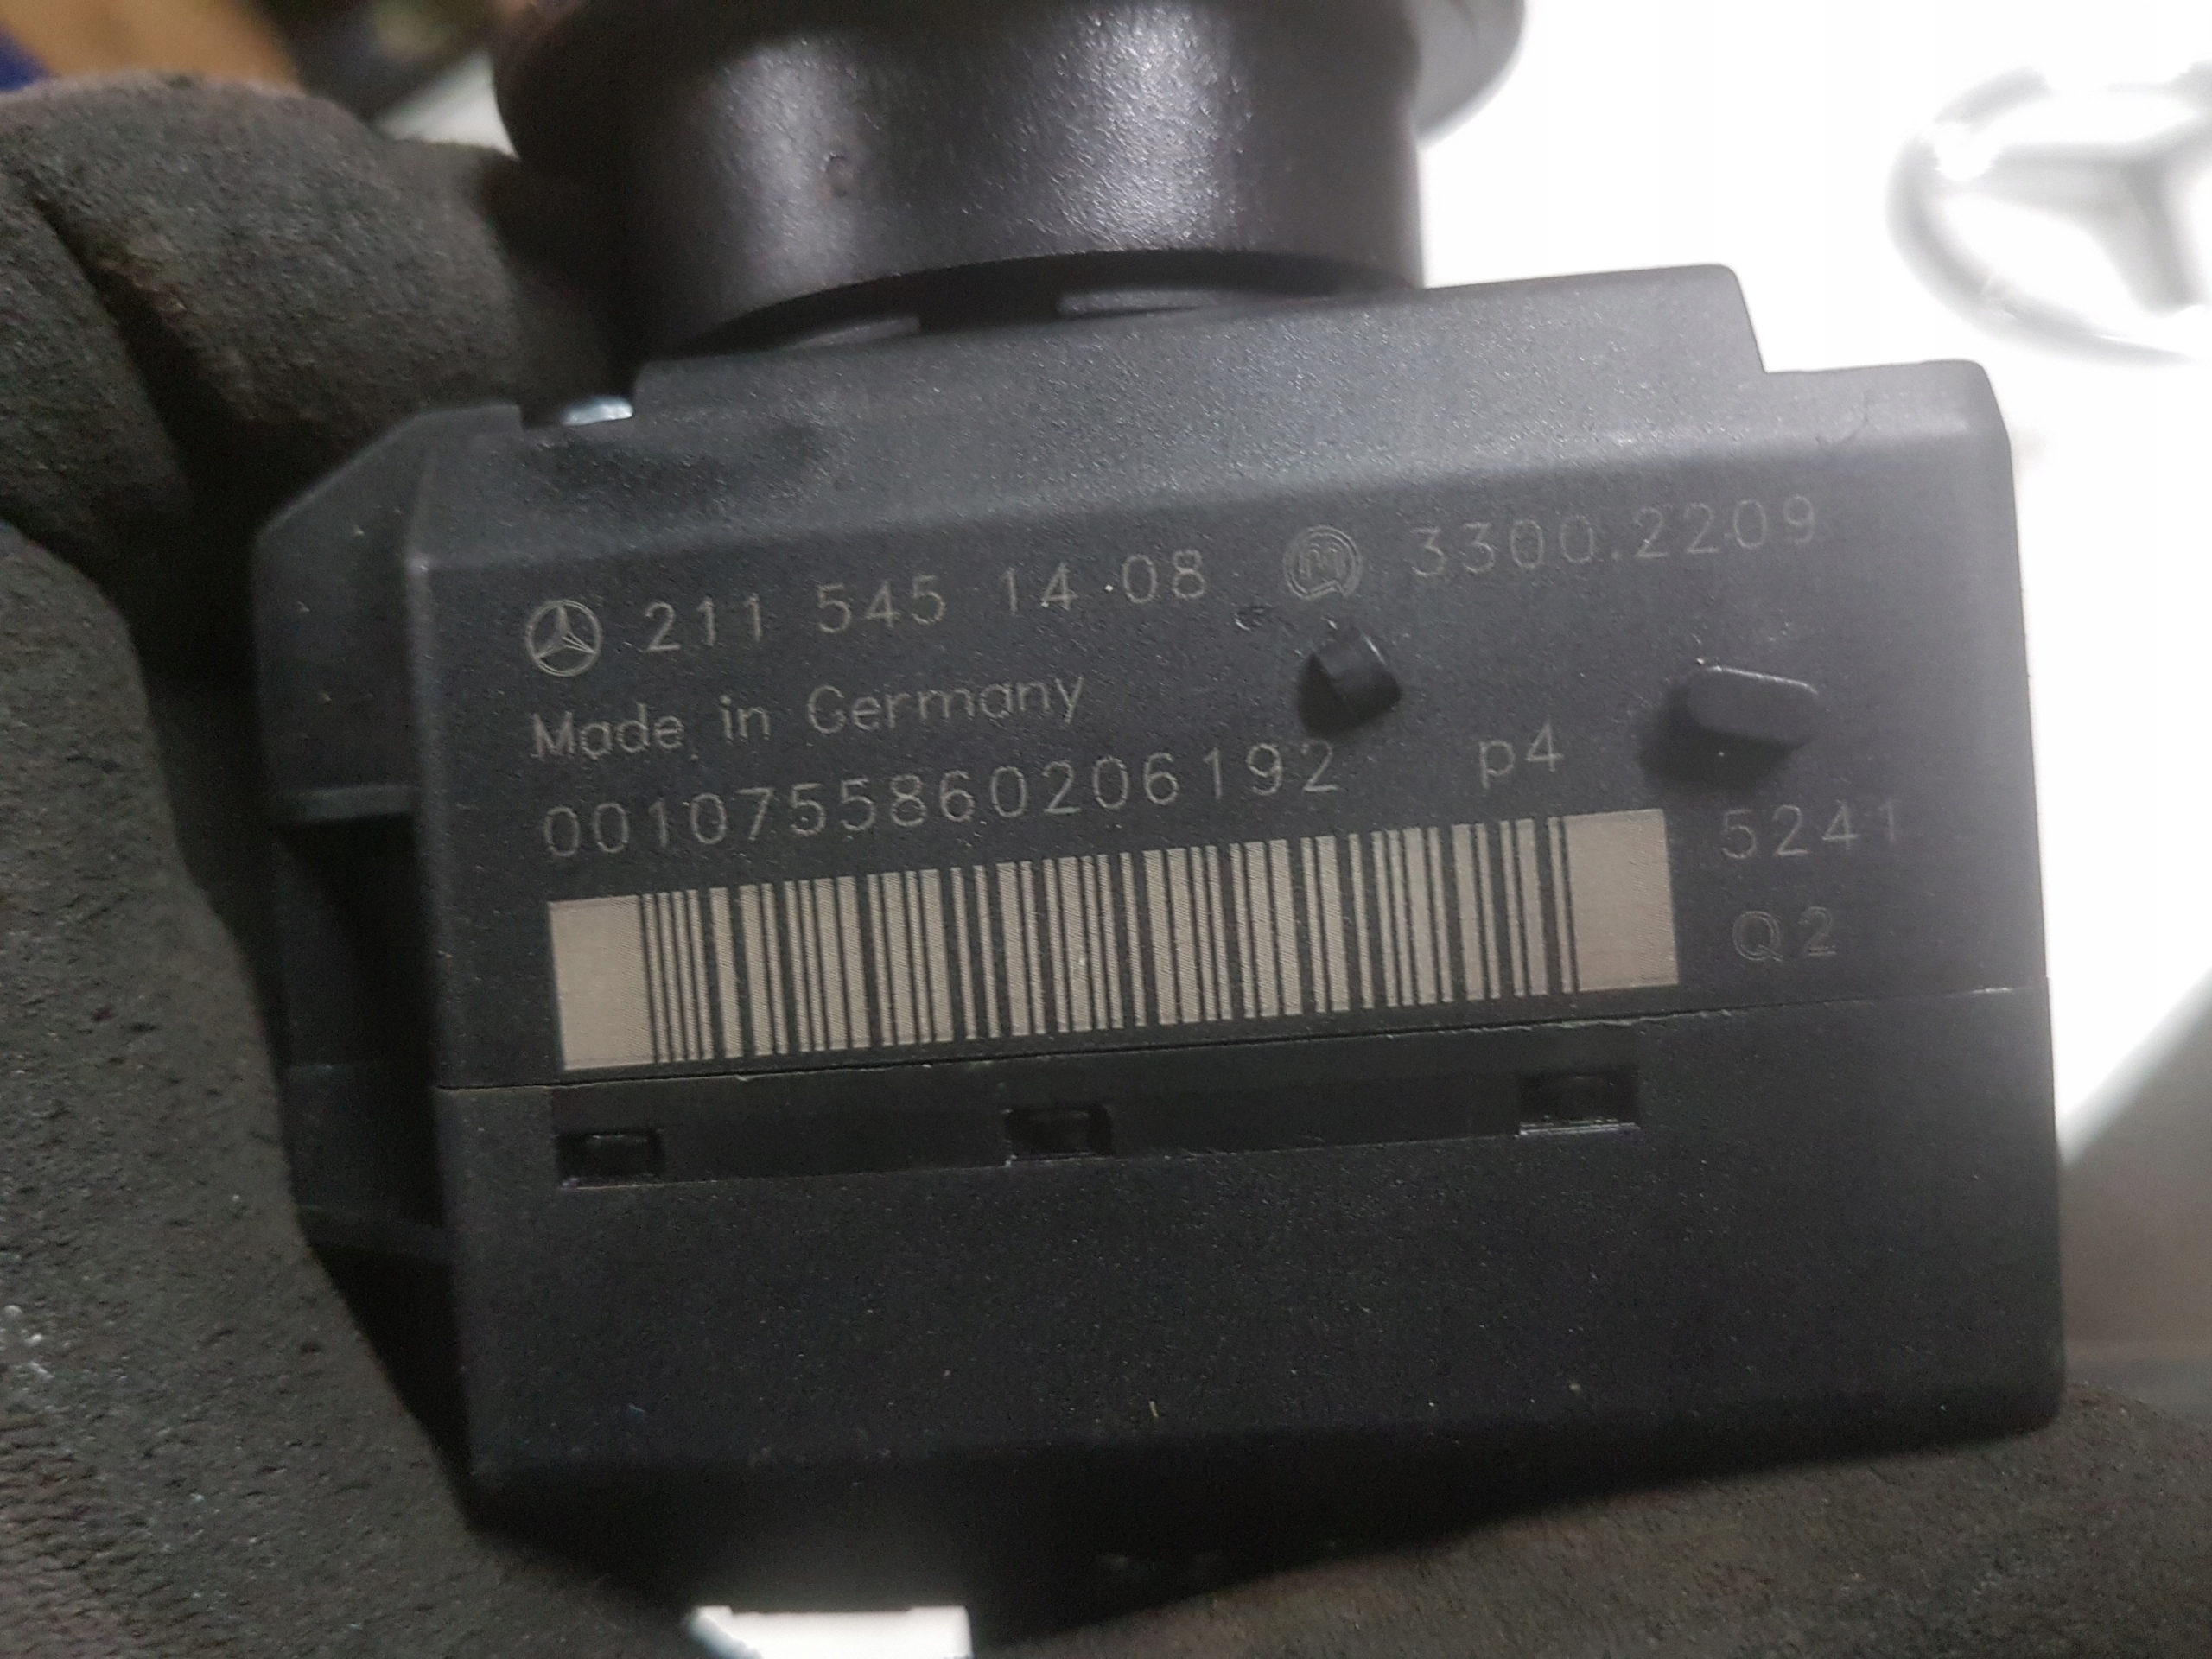 211 545 14 08 3300.2209
Made in Germany
0010755860206192 p4
5241
Q2